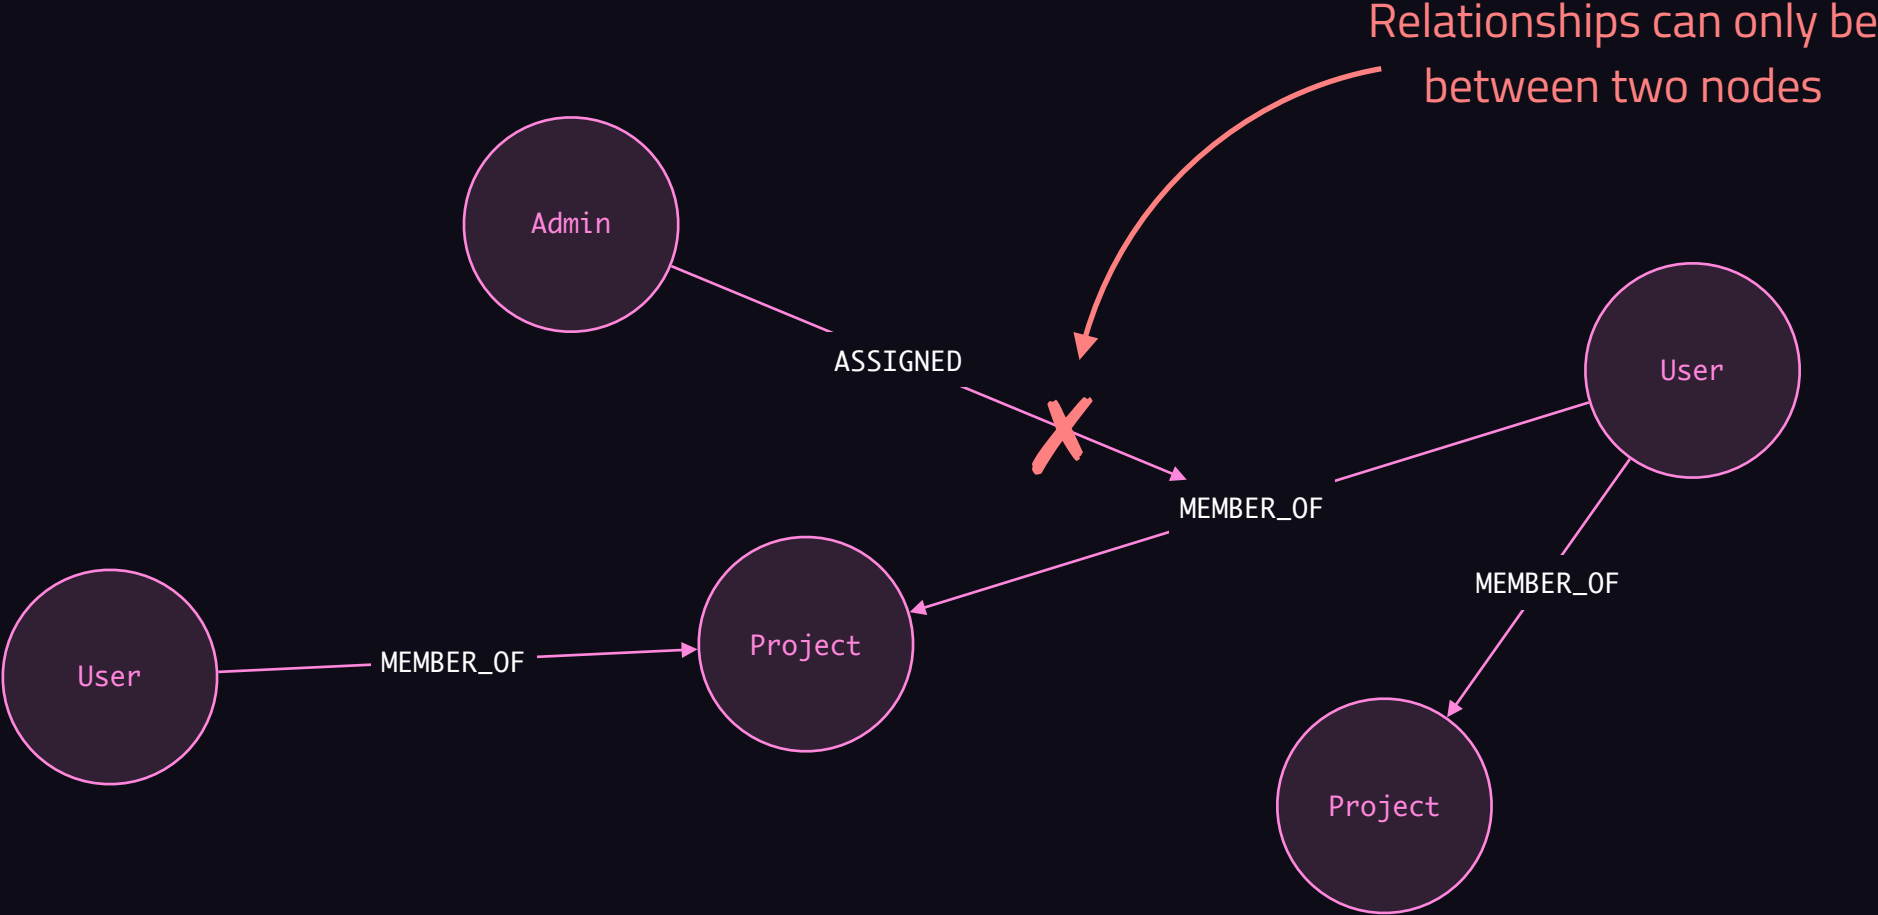 Relationships can only be
between two nodes
Admin
ASSIGNED
User
MEMBER_OF
MEMBER_OF
User
MEMBER_OF
Project
Project